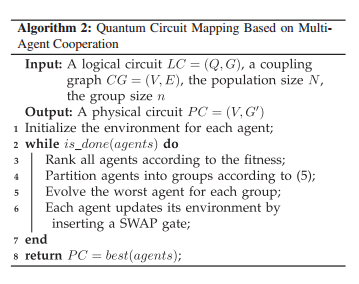 Algorithm 2: Quantum Circuit Mapping Based on Multi-
Agent Cooperation
Input: A logical circuit LC = (Q, G), a coupling
graph CG = (V, E), the population size N,
the group size n
Output: A physical circuit PC = (V, G′)
1 Initialize the environment for each agent;
2 while is_done(agents) do
3 Rank all agents according to the fitness;
4 Partition agents into groups according to (5);
5 Evolve the worst agent for each group;
6 Each agent updates its environment by
inserting a SWAP gate;
7 end
8 return PC = best(agents);